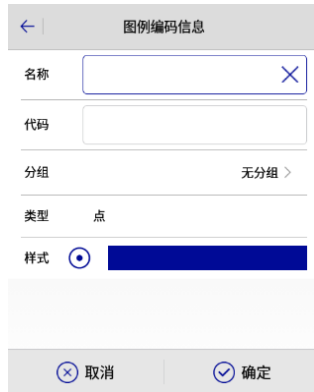 图例编码信息
名称
代码
分组 无分组
类型 点
样式
取消 确定